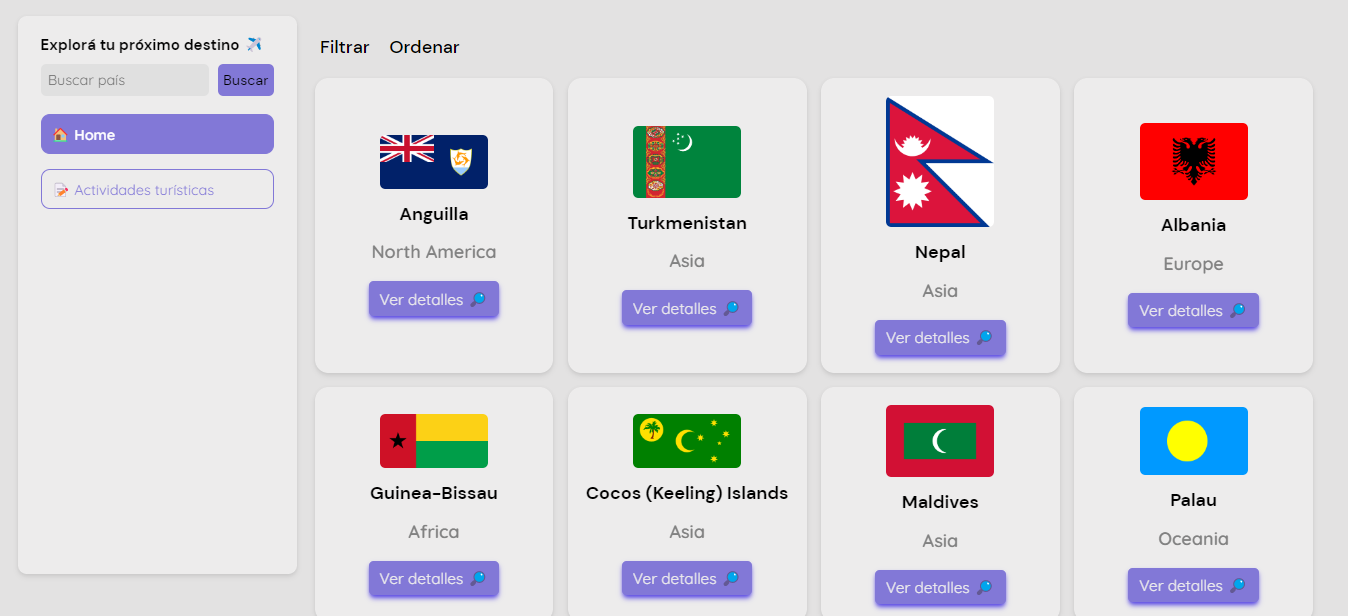 Explorá tu próximo destino ✈️
Buscar país
Buscar
🏠 Home
📝 Actividades turísticas
Filtrar Ordenar
Anguilla
North America
Ver detalles 🔎
Turkmenistan
Asia
Ver detalles 🔎
Nepal
Asia
Ver detalles 🔎
Albania
Europe
Ver detalles 🔎
Guinea-Bissau
Africa
Ver detalles 🔎
Cocos (Keeling) Islands
Asia
Ver detalles 🔎
Maldives
Asia
Ver detalles 🔎
Palau
Oceania
Ver detalles 🔎